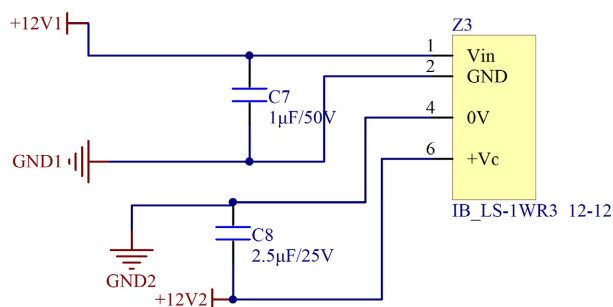 +12V1
Z3
1
Vin
2
GND
C7
1μF/50V
4
0V
GND1
6
+Vc
IB_LS-1WR3 12-12
C8
2.5μF/25V
GND2
+12V2